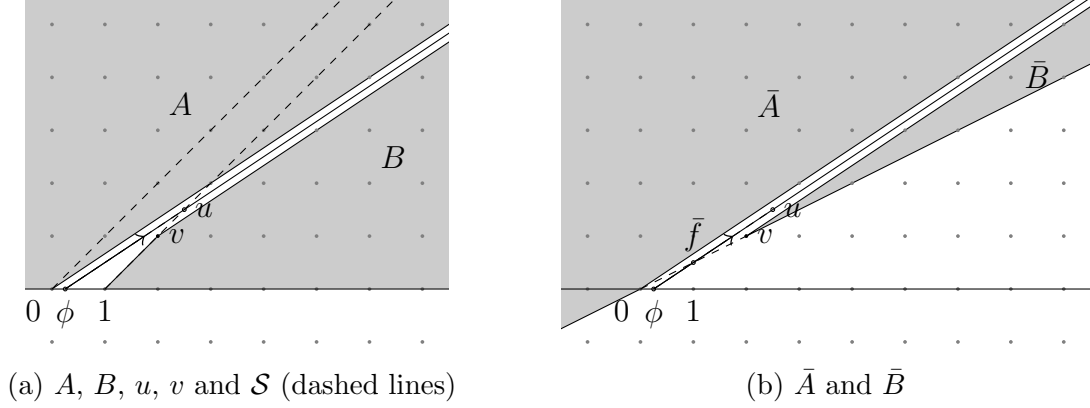 A
B
u
v
0 ϕ 1
(a) A, B, u, v and 𝒮 (dashed lines)
Ā
B̄
u
f̄
v
0 ϕ 1
(b) Ā and B̄